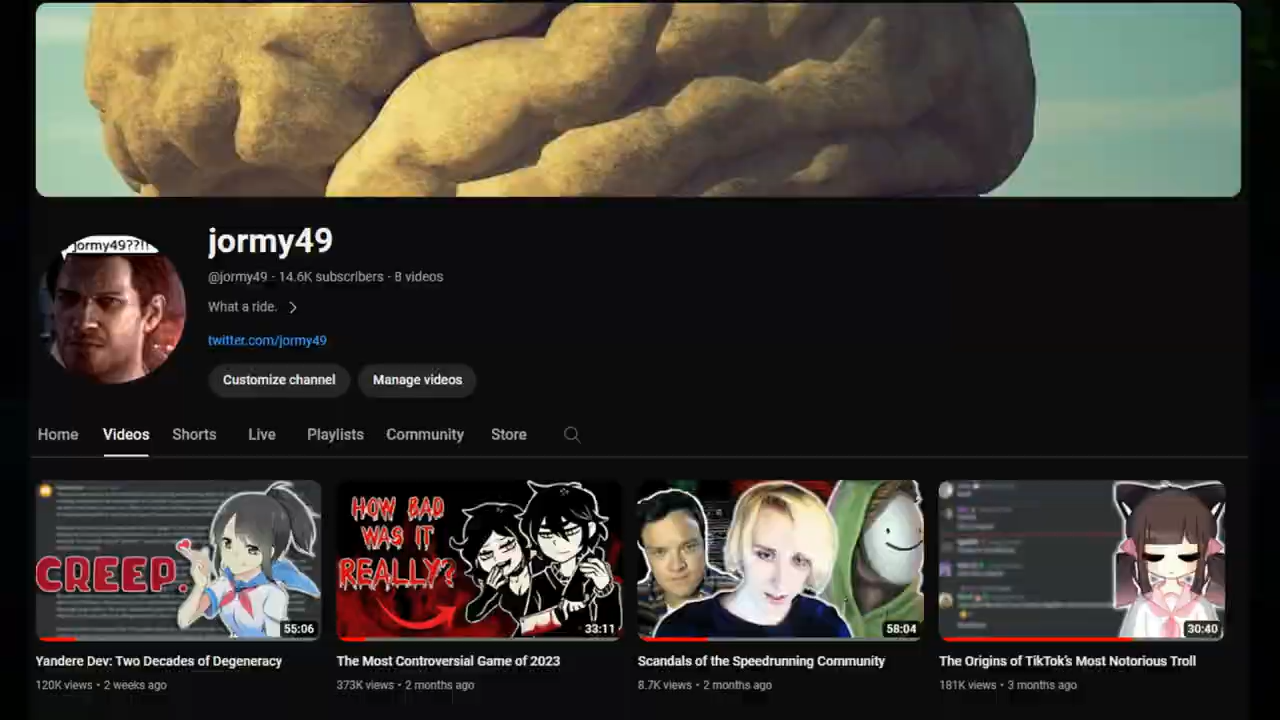 jormy49??!!
jormy49
@jormy49 · 14.6K subscribers · 8 videos
What a ride.
twitter.com/jormy49
Customize channel Manage videos
Home Videos Shorts Live Playlists Community Store
CREEP.
55:06
HOW BAD
WAS IT
REALLY?
33:11
58:04
30:40
Yandere Dev: Two Decades of Degeneracy
120K views • 2 weeks ago
The Most Controversial Game of 2023
373K views • 2 months ago
Scandals of the Speedrunning Community
8.7K views • 2 months ago
The Origins of TikTok's Most Notorious Troll
181K views • 3 months ago